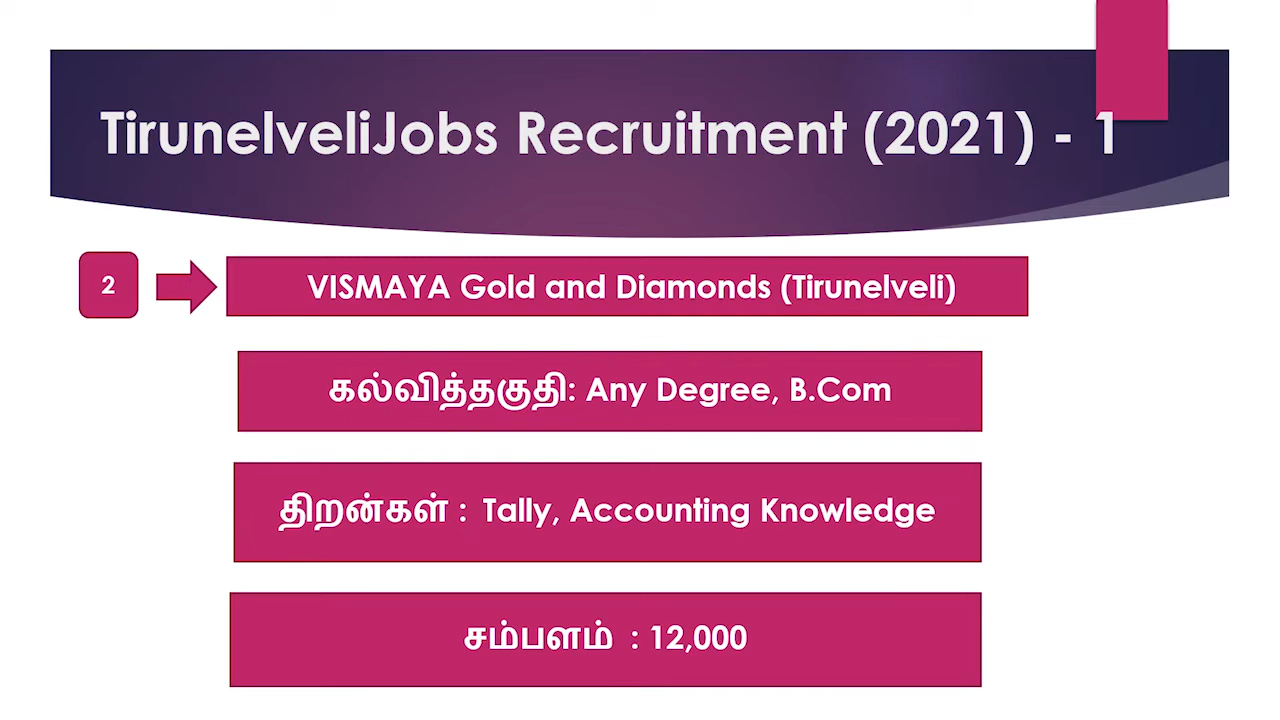 TirunelveliJobs Recruitment (2021) - 1
2
VISMAYA Gold and Diamonds (Tirunelveli)
கல்வித்தகுதி: Any Degree, B.Com
திறன்கள் : Tally, Accounting Knowledge
சம்பளம் : 12,000